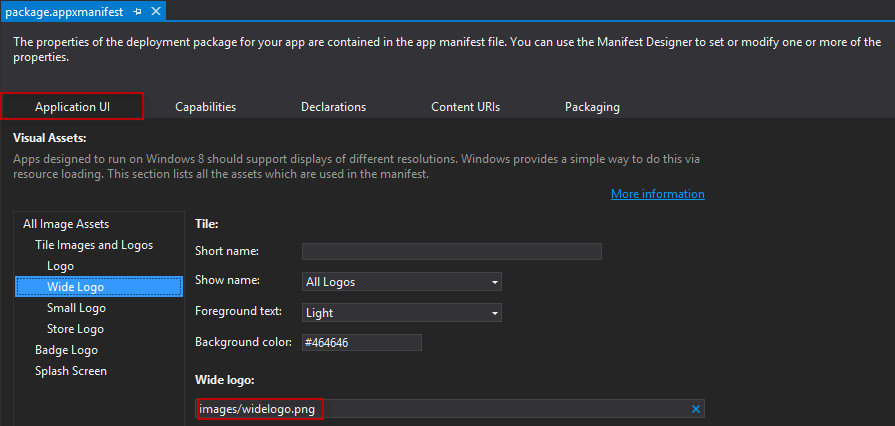 package.appxmanifest
The properties of the deployment package for your app are contained in the app manifest file. You can use the Manifest Designer to set or modify one or more of the
properties.
Application UI Capabilities Declarations Content URIs Packaging
Visual Assets:
Apps designed to run on Windows 8 should support displays of different resolutions. Windows provides a simple way to do this via
resource loading. This section lists all the assets which are used in the manifest.
More information
All Image Assets
Tile Images and Logos
Logo
Wide Logo
Small Logo
Store Logo
Badge Logo
Splash Screen
Tile:
Short name:
Show name: All Logos
Foreground text: Light
Background color: #464646
Wide logo:
images/widelogo.png